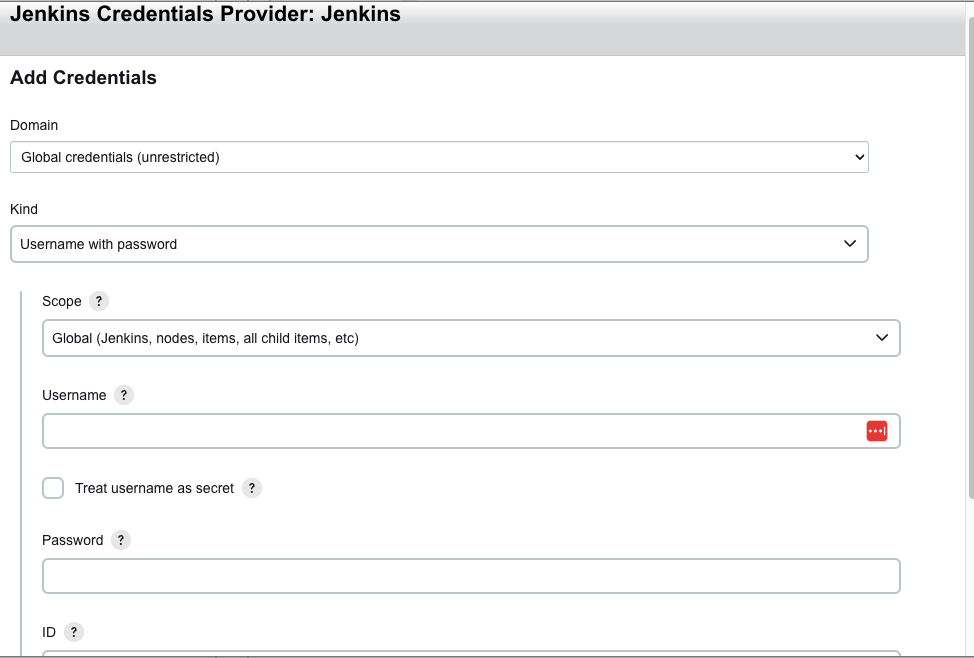 Jenkins Credentials Provider: Jenkins
Add Credentials
Domain
Global credentials (unrestricted)
Kind
Username with password
Scope ?
Global (Jenkins, nodes, items, all child items, etc)
Username ?
Treat username as secret ?
Password ?
ID ?